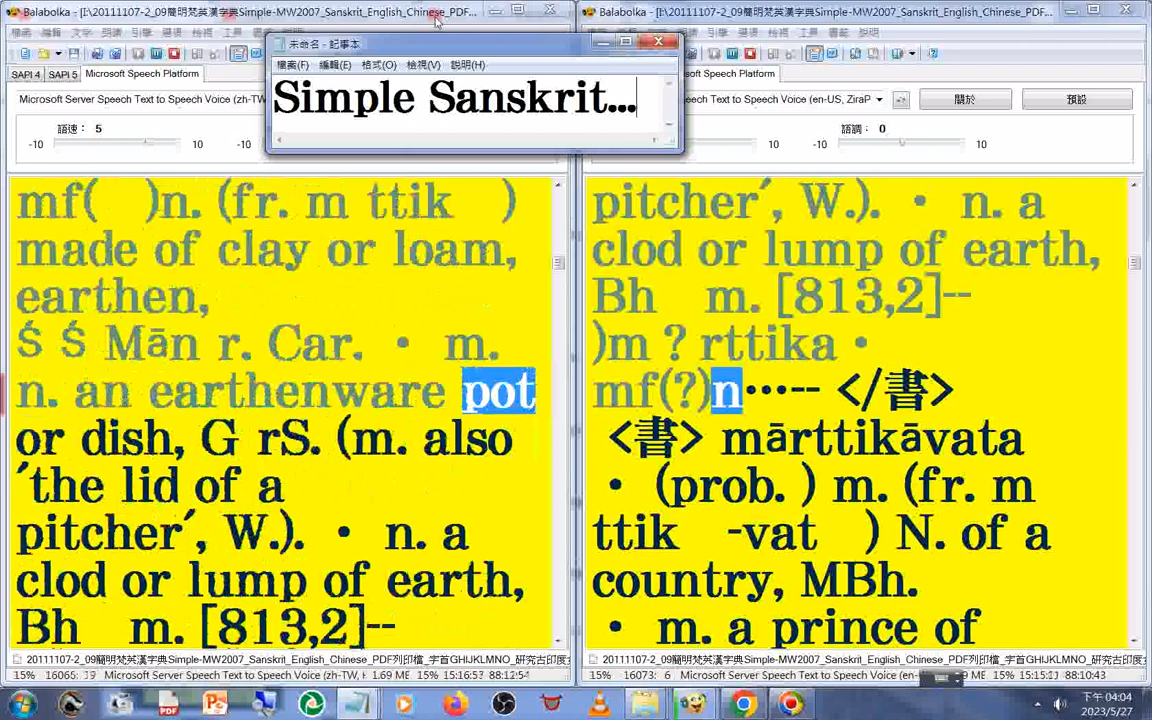 Balabolka - [I:\20111107-2_09簡明梵英漢字典Simple-MW2007_Sanskrit_English_Chinese_PDF...
Balabolka - [I:\20111107-2_09簡明梵英漢字典Simple-MW2007_Sanskrit_English_Chinese_PDF...
未命名 - 記事本
檔案(F) 編輯(E) 格式(O) 檢視(V) 說明(H)
Simple Sanskrit...
SAPI 4 SAPI 5 Microsoft Speech Platform
Speech Platform
Microsoft Server Speech Text to Speech Voice (zh-TW,
eech Text to Speech Voice (en-US, ZiraP
關於 預設
語速： 5
-10 10 -10
語調： 0
10 -10 10
mf( )n. (fr. m ttik )
made of clay or loam,
earthen,
Ś Ś Mān r. Car. • m.
n. an earthenware pot
or dish, G rS. (m. also
´the lid of a
pitcher´, W.). • n. a
clod or lump of earth,
Bh m. [813,2]--
pitcher´, W.). • n. a
clod or lump of earth,
Bh m. [813,2]--
)m ? rttika •
mf(?)n…-- </書>
<書> mārttikāvata
• (prob. ) m. (fr. m
ttik -vat ) N. of a
country, MBh.
• m. a prince of
20111107-2_09簡明梵英漢字典Simple-MW2007_Sanskrit_English_Chinese_PDF列印檔_字首GHIJKLMNO_研究古印度
20111107-2_09簡明梵英漢字典Simple-MW2007_Sanskrit_English_Chinese_PDF列印檔_字首GHIJKLMNO_研究古印度
15% 16065: 19 Microsoft Server Speech Text to Speech Voice (zh-TW, 1.69 ME 15% 15:16:53 88:12:54
15% 16073: 6 Microsoft Server Speech Text to Speech Voice 15% 15:15:11 88:10:43
下午 04:04
2023/5/27